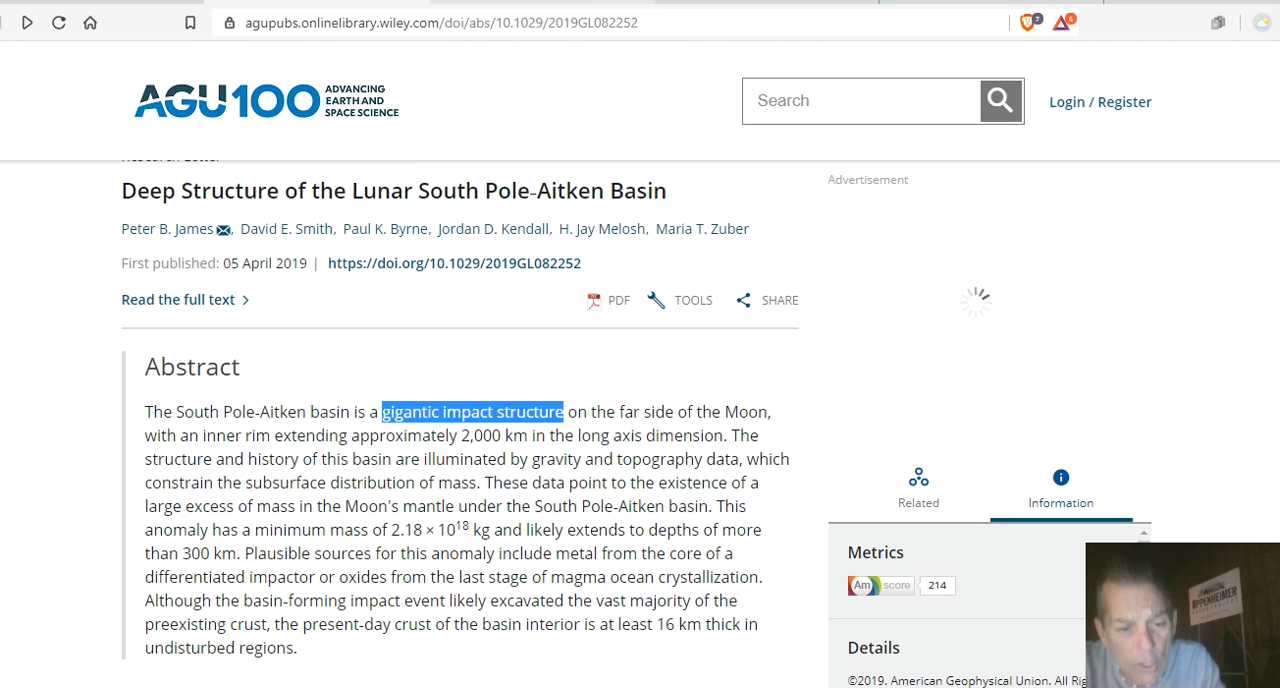 agupubs.onlinelibrary.wiley.com/doi/abs/10.1029/2019GL082252
7
6
AGU100 ADVANCING
EARTH AND
SPACE SCIENCE
Search
Login / Register
Deep Structure of the Lunar South Pole-Aitken Basin
Advertisement
Peter B. James, David E. Smith, Paul K. Byrne, Jordan D. Kendall, H. Jay Melosh, Maria T. Zuber
First published: 05 April 2019 | https://doi.org/10.1029/2019GL082252
Read the full text >
PDF TOOLS SHARE
Abstract
The South Pole-Aitken basin is a gigantic impact structure on the far side of the Moon,
with an inner rim extending approximately 2,000 km in the long axis dimension. The
structure and history of this basin are illuminated by gravity and topography data, which
constrain the subsurface distribution of mass. These data point to the existence of a
large excess of mass in the Moon's mantle under the South Pole-Aitken basin. This
anomaly has a minimum mass of 2.18 × 10¹⁸ kg and likely extends to depths of more
than 300 km. Plausible sources for this anomaly include metal from the core of a
differentiated impactor or oxides from the last stage of magma ocean crystallization.
Although the basin-forming impact event likely excavated the vast majority of the
preexisting crust, the present-day crust of the basin interior is at least 16 km thick in
undisturbed regions.
Related
Information
Metrics
Am score 214
Details
©2019. American Geophysical Union. All
OPPENHEIMER